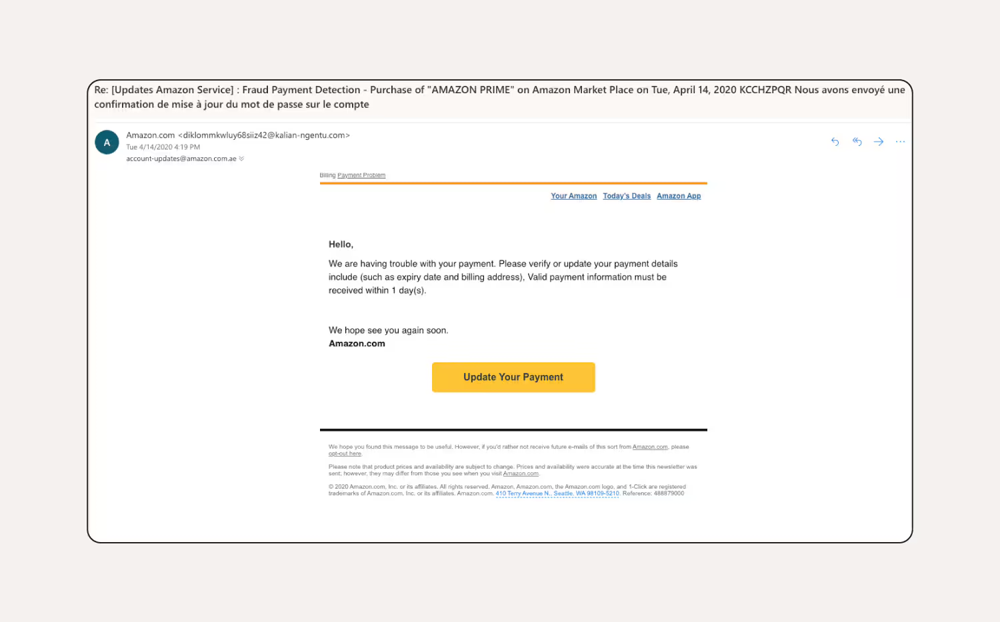 Re: [Updates Amazon Service] : Fraud Payment Detection - Purchase of "AMAZON PRIME" on Amazon Market Place on Tue, April 14, 2020 KCCHZPQR Nous avons envoyé une
confirmation de mise à jour du mot de passe sur le compte
A
Amazon.com <diklommkwluy68siiz42@kalian-ngentu.com>
Tue 4/14/2020 4:19 PM
account-updates@amazon.com.ae
Billing Payment Problem
Your Amazon Today's Deals Amazon App
Hello,
We are having trouble with your payment. Please verify or update your payment details
include (such as expiry date and billing address), Valid payment information must be
received within 1 day(s).
We hope see you again soon.
Amazon.com
Update Your Payment
We hope you found this message to be useful. However, if you'd rather not receive future e-mails of this sort from Amazon.com, please
opt-out here.
Please note that product prices and availability are subject to change. Prices and availability were accurate at the time this newsletter was
sent; however, they may differ from those you see when you visit Amazon.com.
© 2020 Amazon.com, Inc. or its affiliates. All rights reserved. Amazon, Amazon.com, the Amazon.com logo, and 1-Click are registered
trademarks of Amazon.com, Inc. or its affiliates. Amazon.com, 410 Terry Avenue N., Seattle, WA 98109-5210. Reference: 488879000